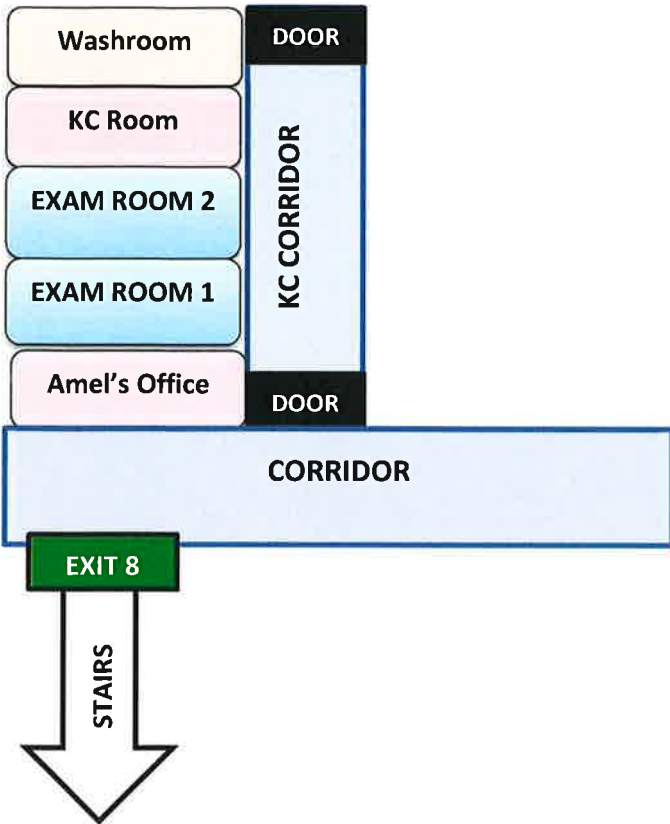 Washroom
DOOR
KC Room
EXAM ROOM 2
KC CORRIDOR
EXAM ROOM 1
Amel's Office
DOOR
CORRIDOR
EXIT 8
STAIRS